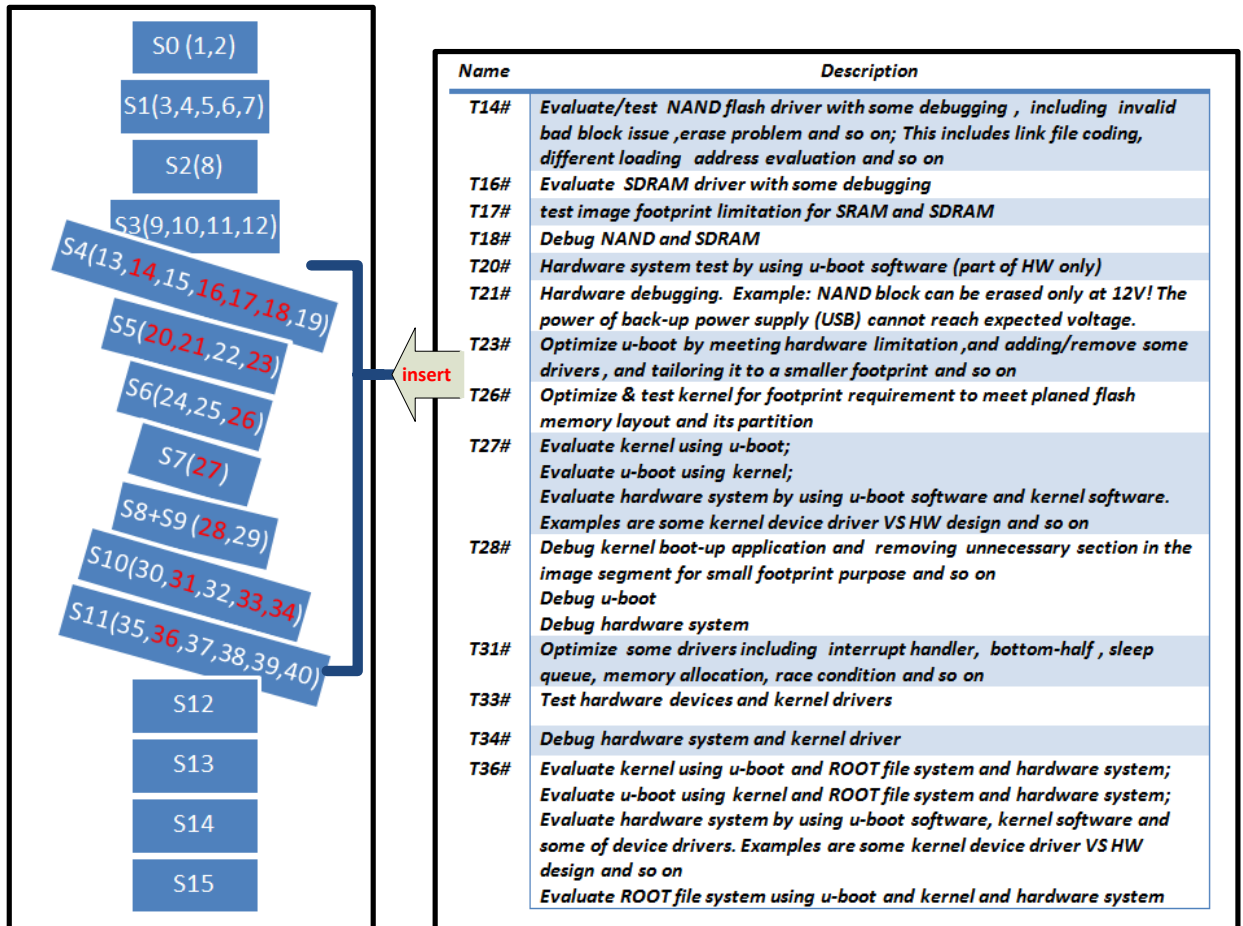 S0 (1,2)
S1(3,4,5,6,7)
S2(8)
S3(9,10,11,12)
S4(13,14,15,16,17,18,19)
S5(20,21,22,23)
S6(24,25,26)
S7(27)
S8+S9 (28,29)
S10(30,31,32,33,34)
S11(35,36,37,38,39,40)
S12
S13
S14
S15
insert
Name Description
T14# Evaluate/test NAND flash driver with some debugging , including invalid
bad block issue ,erase problem and so on; This includes link file coding,
different loading address evaluation and so on
T16# Evaluate SDRAM driver with some debugging
T17# test image footprint limitation for SRAM and SDRAM
T18# Debug NAND and SDRAM
T20# Hardware system test by using u-boot software (part of HW only)
T21# Hardware debugging. Example: NAND block can be erased only at 12V! The
power of back-up power supply (USB) cannot reach expected voltage.
T23# Optimize u-boot by meeting hardware limitation ,and adding/remove some
drivers , and tailoring it to a smaller footprint and so on
T26# Optimize & test kernel for footprint requirement to meet planed flash
memory layout and its partition
T27# Evaluate kernel using u-boot;
Evaluate u-boot using kernel;
Evaluate hardware system by using u-boot software and kernel software.
Examples are some kernel device driver VS HW design and so on
T28# Debug kernel boot-up application and removing unnecessary section in the
image segment for small footprint purpose and so on
Debug u-boot
Debug hardware system
T31# Optimize some drivers including interrupt handler, bottom-half , sleep
queue, memory allocation, race condition and so on
T33# Test hardware devices and kernel drivers
T34# Debug hardware system and kernel driver
T36# Evaluate kernel using u-boot and ROOT file system and hardware system;
Evaluate u-boot using kernel and ROOT file system and hardware system;
Evaluate hardware system by using u-boot software, kernel software and
some of device drivers. Examples are some kernel device driver VS HW
design and so on
Evaluate ROOT file system using u-boot and kernel and hardware system